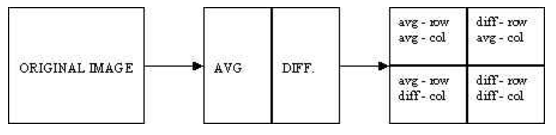 ORIGINAL IMAGE
AVG
DIFF.
avg - row
avg - col
diff - row
avg - col
avg - row
diff - col
diff - row
diff - col